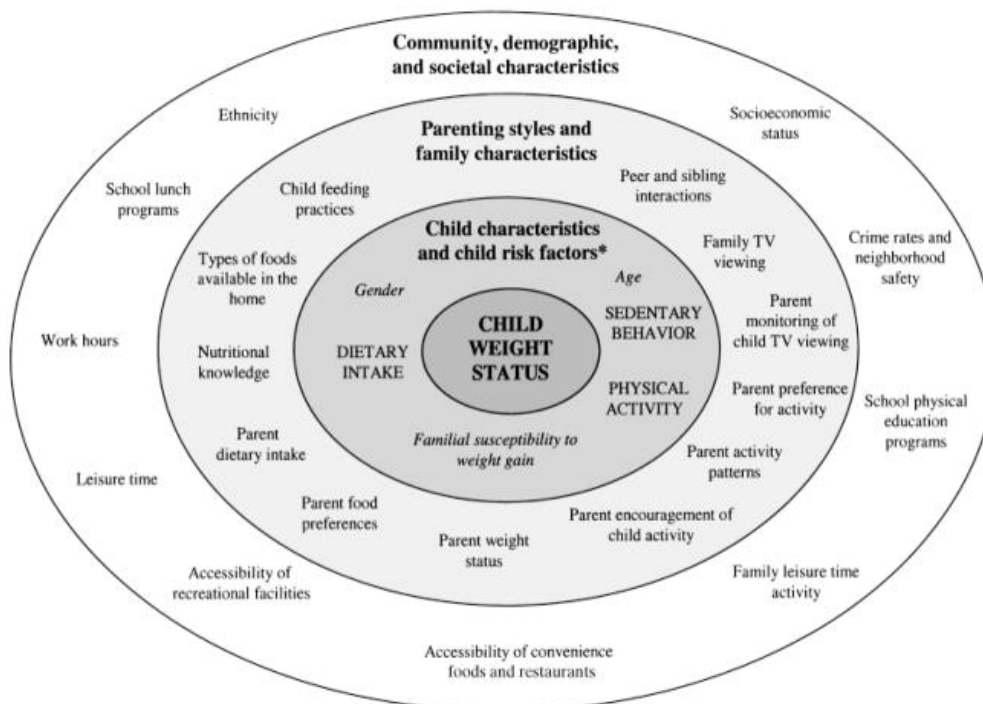 Community, demographic,
and societal characteristics
Ethnicity
Socioeconomic
status
Parenting styles and
family characteristics
School lunch
programs
Child feeding
practices
Peer and sibling
interactions
Child characteristics
and child risk factors*
Family TV
viewing
Crime rates and
neighborhood
safety
Types of foods
available in the
home
Gender
Age
SEDENTARY
BEHAVIOR
Parent
monitoring of
child TV viewing
Work hours
Nutritional
knowledge
DIETARY
INTAKE
CHILD
WEIGHT
STATUS
PHYSICAL
ACTIVITY
Parent preference
for activity
School physical
education
programs
Parent
dietary intake
Familial susceptibility to
weight gain
Parent activity
patterns
Leisure time
Parent food
preferences
Parent weight
status
Parent encouragement of
child activity
Accessibility of
recreational facilities
Family leisure time
activity
Accessibility of convenience
foods and restaurants